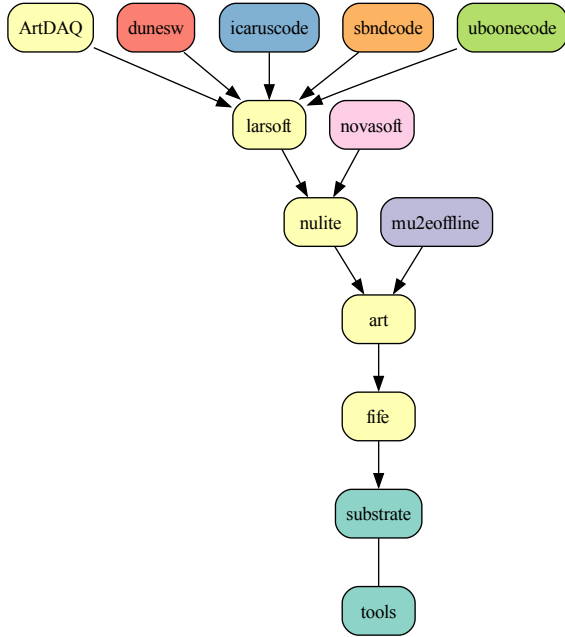 ArtDAQ
dunesw
icaruscode
sbndcode
uboonecode
larsoft
novasoft
nulite
mu2eoffline
art
fife
substrate
tools